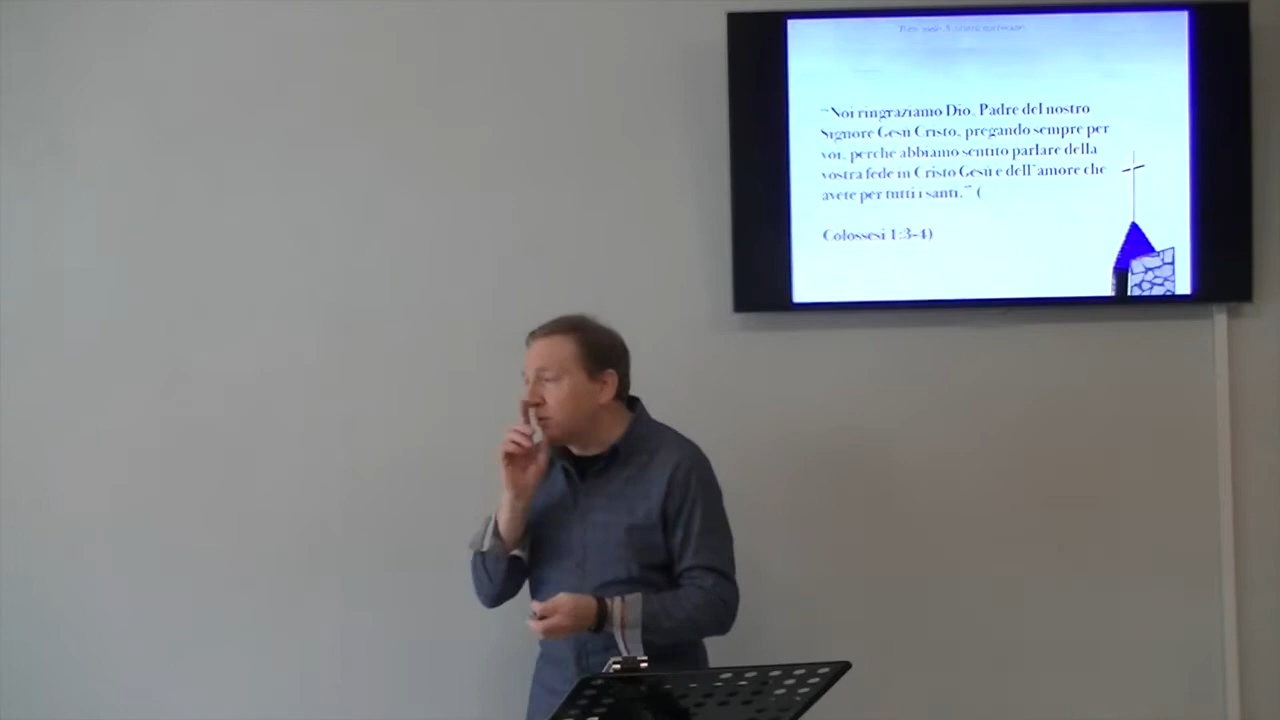 “Noi ringraziamo Dio, Padre del nostro
Signore Gesù Cristo, pregando sempre per
voi, perché abbiamo sentito parlare della
vostra fede in Cristo Gesù e dell’amore che
avete per tutti i santi.” (
Colossesi 1:3-4)